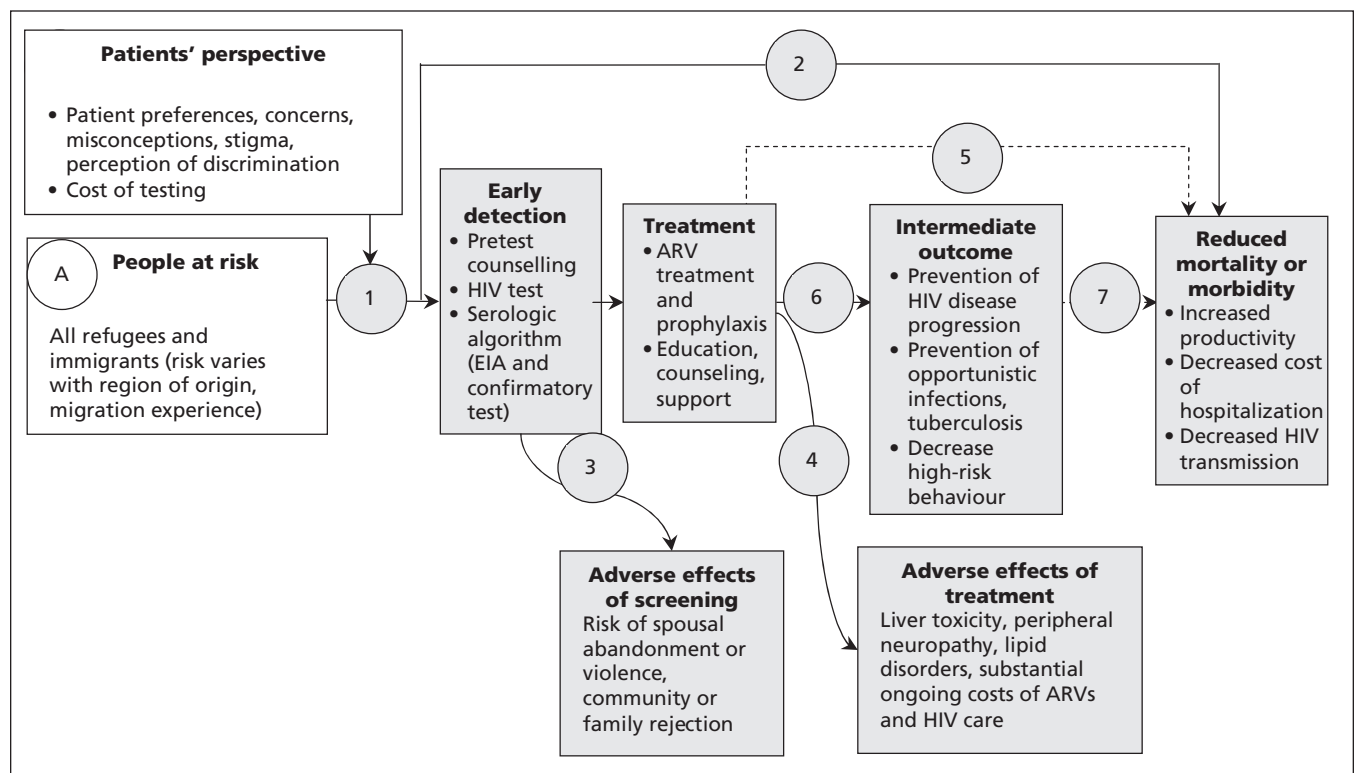 Patients’ perspective
• Patient preferences, concerns,
misconceptions, stigma,
perception of discrimination
• Cost of testing
A
People at risk
All refugees and
immigrants (risk varies
with region of origin,
migration experience)
1
2
Early
detection
• Pretest
counselling
• HIV test
• Serologic
algorithm
(EIA and
confirmatory
test)
3
Adverse effects
of screening
Risk of spousal
abandonment or
violence,
community or
family rejection
Treatment
• ARV
treatment
and
prophylaxis
• Education,
counseling,
support
4
Adverse effects of
treatment
Liver toxicity, peripheral
neuropathy, lipid
disorders, substantial
ongoing costs of ARVs
and HIV care
5
6
Intermediate
outcome
• Prevention of
HIV disease
progression
• Prevention of
opportunistic
infections,
tuberculosis
• Decrease
high-risk
behaviour
7
Reduced
mortality or
morbidity
• Increased
productivity
• Decreased cost
of
hospitalization
• Decreased HIV
transmission